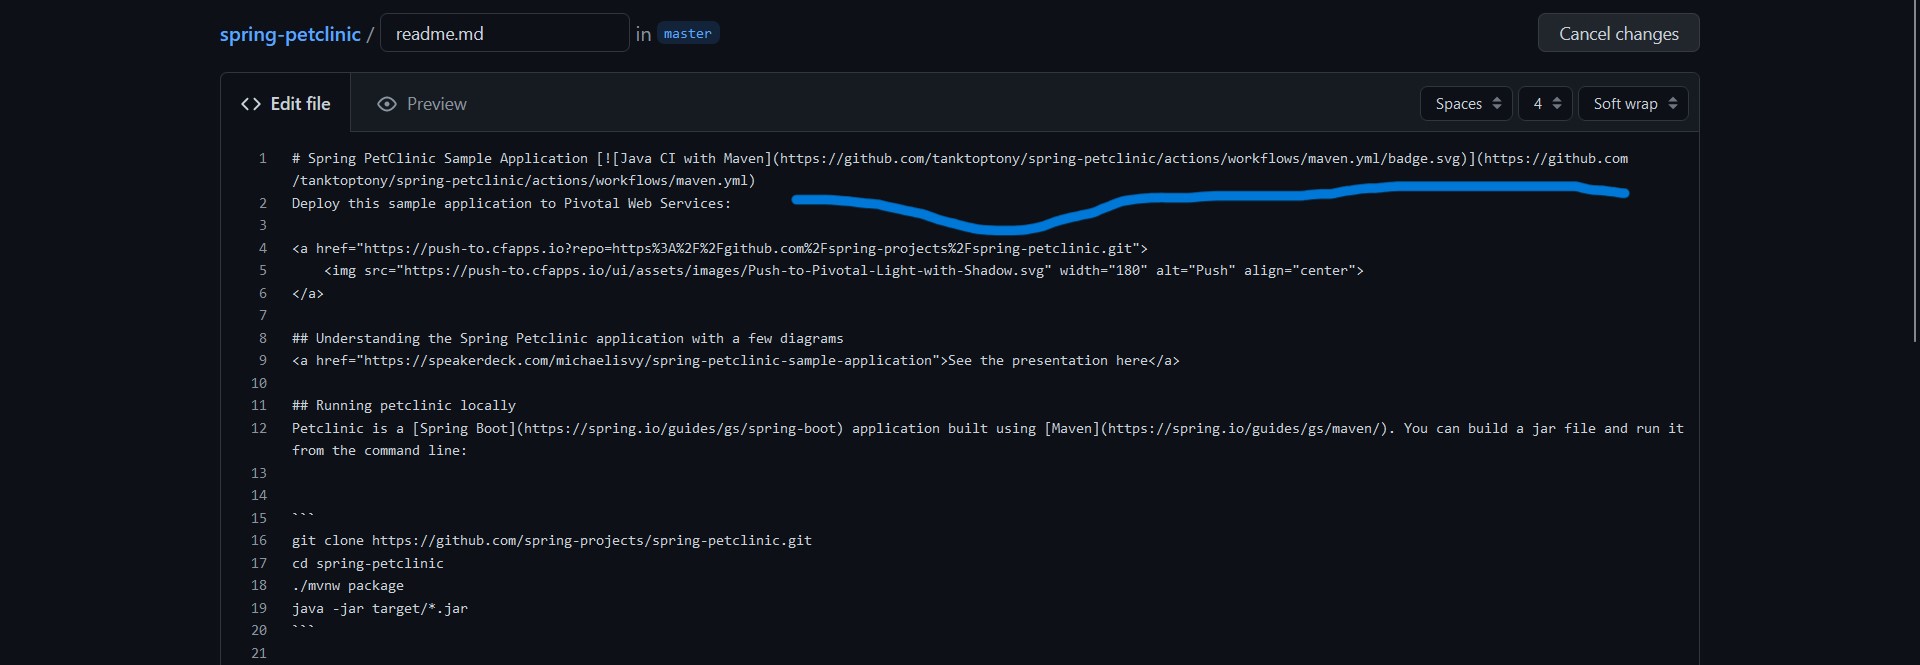 spring-petclinic / readme.md in master Cancel changes
<> Edit file Preview Spaces 4 Soft wrap
1 # Spring PetClinic Sample Application [![Java CI with Maven](https://github.com/tanktoptony/spring-petclinic/actions/workflows/maven.yml/badge.svg)](https://github.com
/tanktoptony/spring-petclinic/actions/workflows/maven.yml)
2 Deploy this sample application to Pivotal Web Services:
3
4 <a href="https://push-to.cfapps.io?repo=https%3A%2F%2Fgithub.com%2Fspring-projects%2Fspring-petclinic.git">
5     <img src="https://push-to.cfapps.io/ui/assets/images/Push-to-Pivotal-Light-with-Shadow.svg" width="180" alt="Push" align="center">
6 </a>
7
8 ## Understanding the Spring Petclinic application with a few diagrams
9 <a href="https://speakerdeck.com/michaelisvy/spring-petclinic-sample-application">See the presentation here</a>
10
11 ## Running petclinic locally
12 Petclinic is a [Spring Boot](https://spring.io/guides/gs/spring-boot) application built using [Maven](https://spring.io/guides/gs/maven/). You can build a jar file and run it
from the command line:
13
14
15 ```
16 git clone https://github.com/spring-projects/spring-petclinic.git
17 cd spring-petclinic
18 ./mvnw package
19 java -jar target/*.jar
20 ```
21